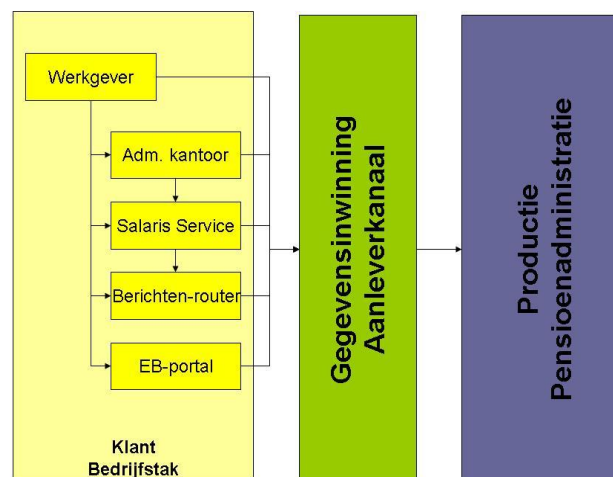 Werkgever
Adm. kantoor
Salaris Service
Berichten-router
EB-portal
Klant
Bedrijfstak
Gegevensinwinning
Aanleverkanaal
Productie
Pensioenadministratie